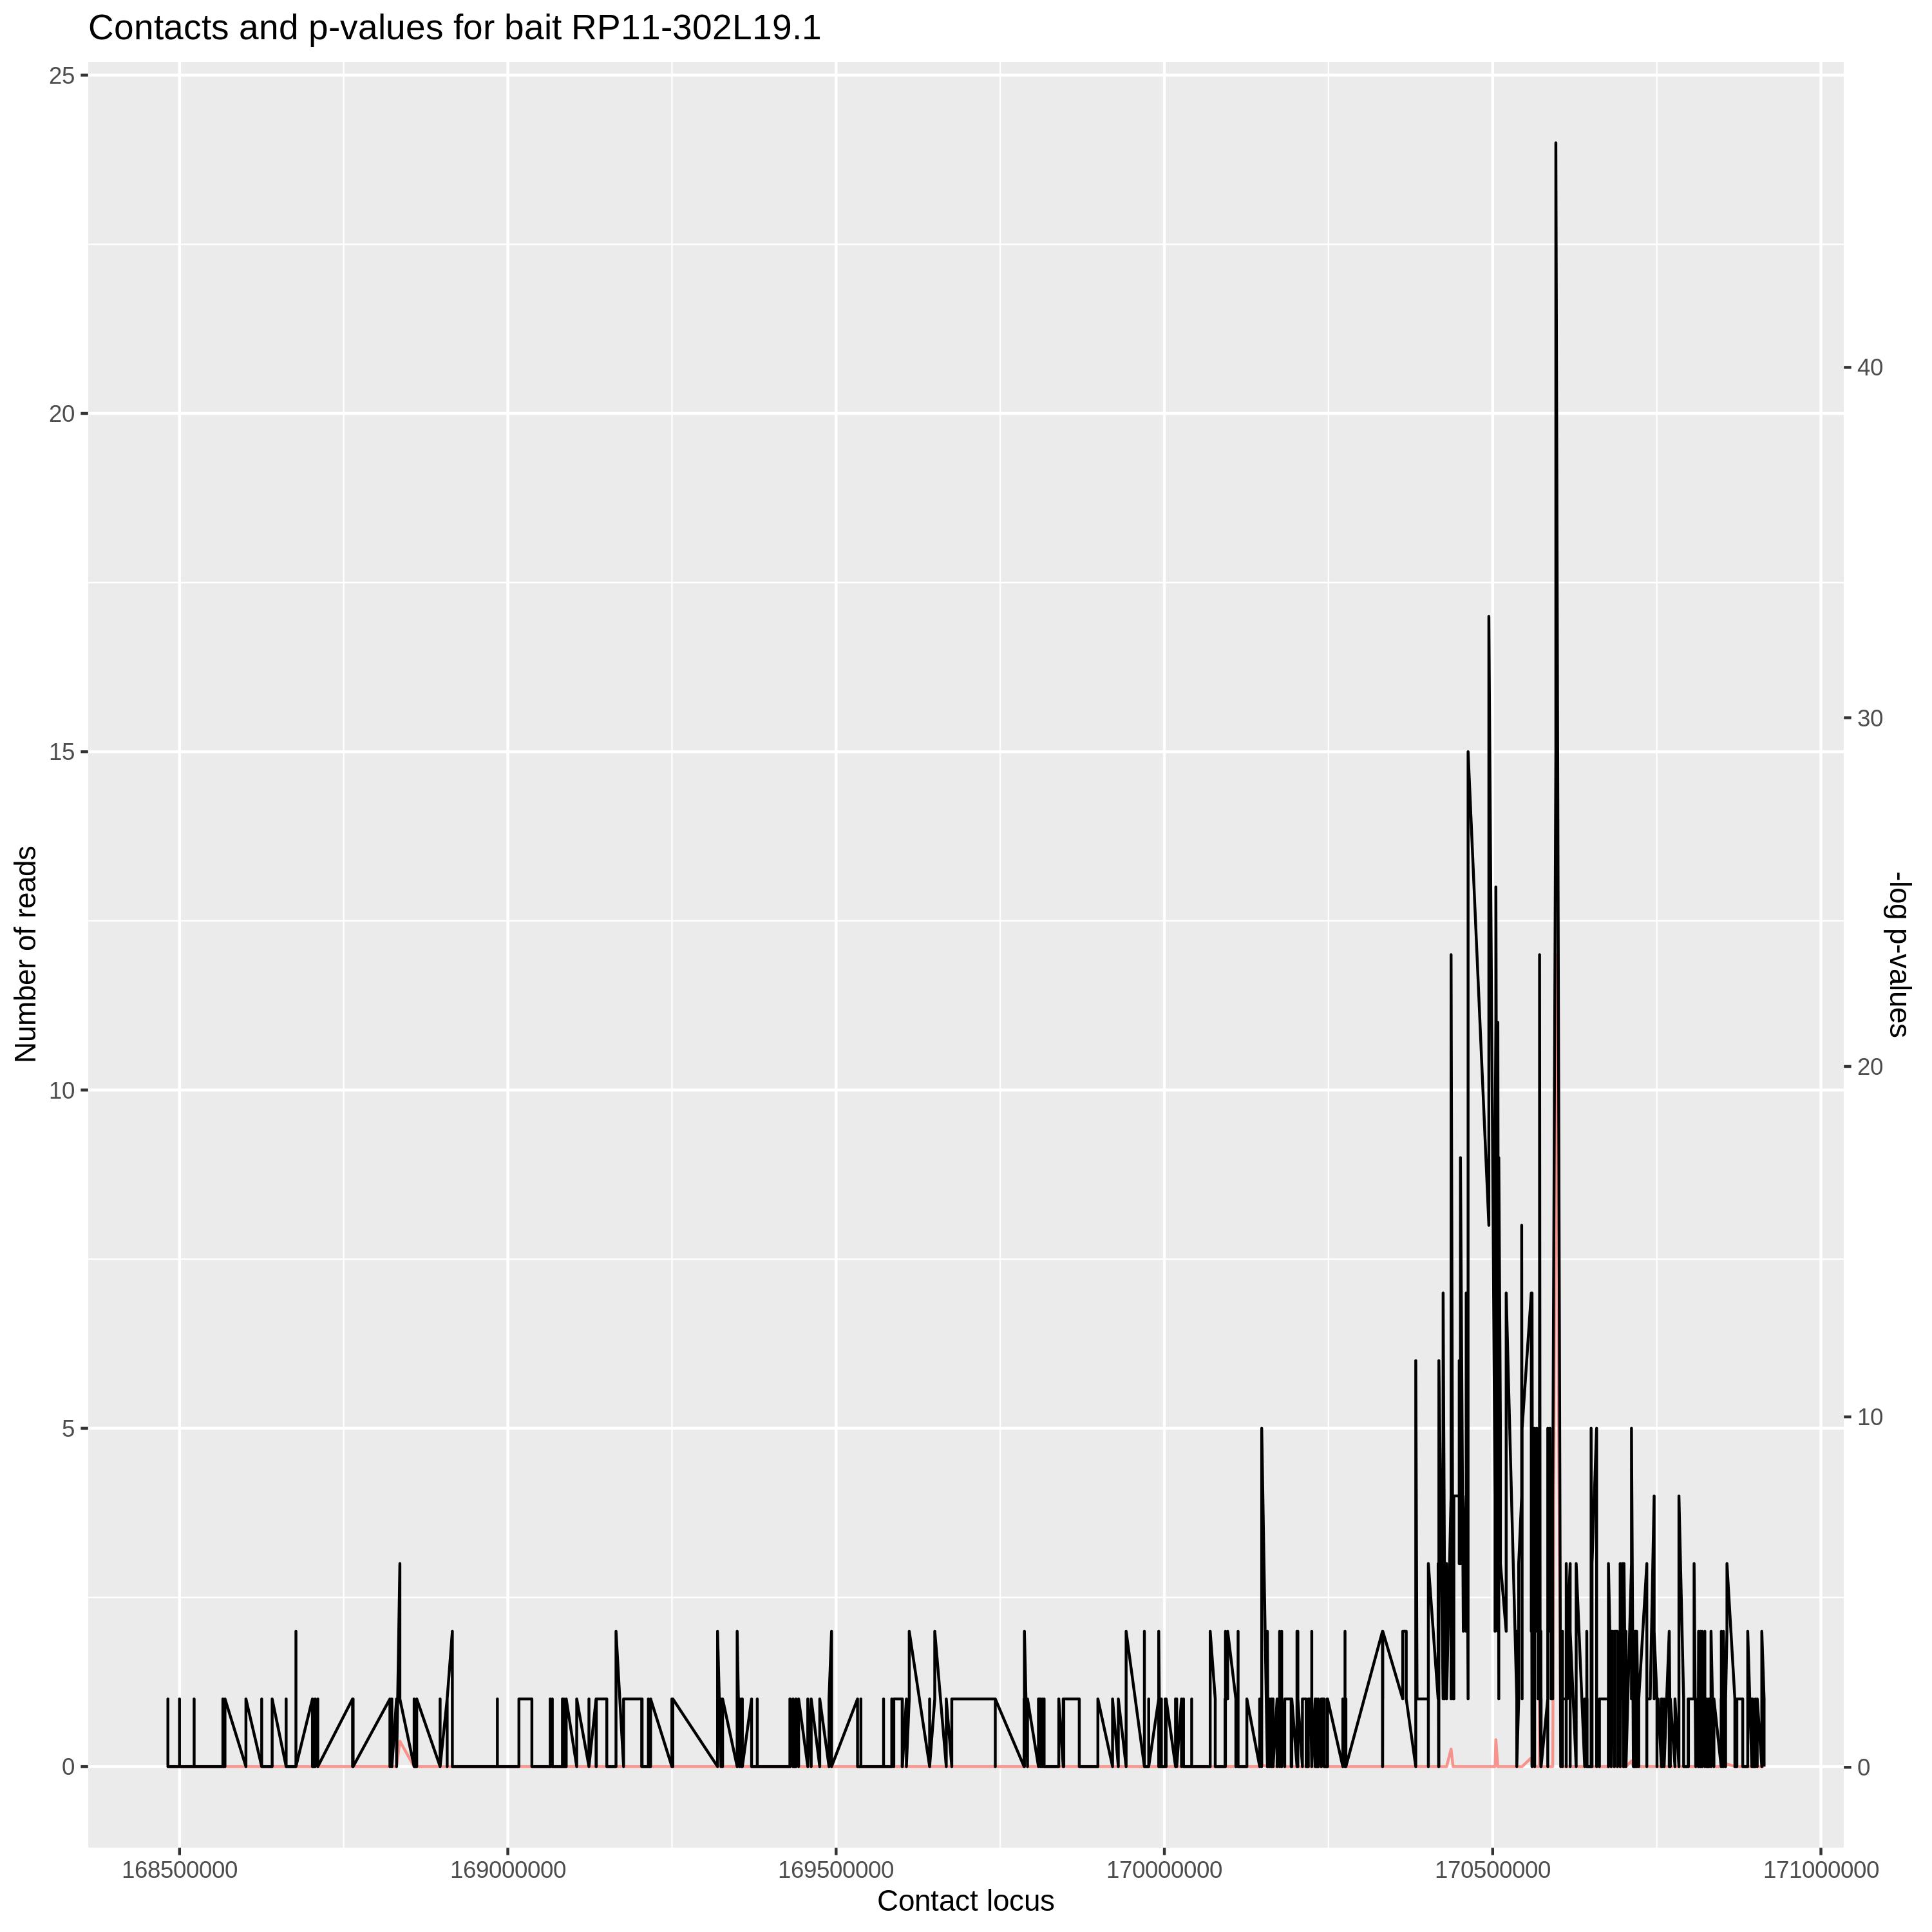 Contacts and p-values for bait RP11-302L19.1
25
20
15
10
5
0
Number of reads
40
30
20
10
0
-log p-values
168500000 169000000 169500000 170000000 170500000 171000000
Contact locus